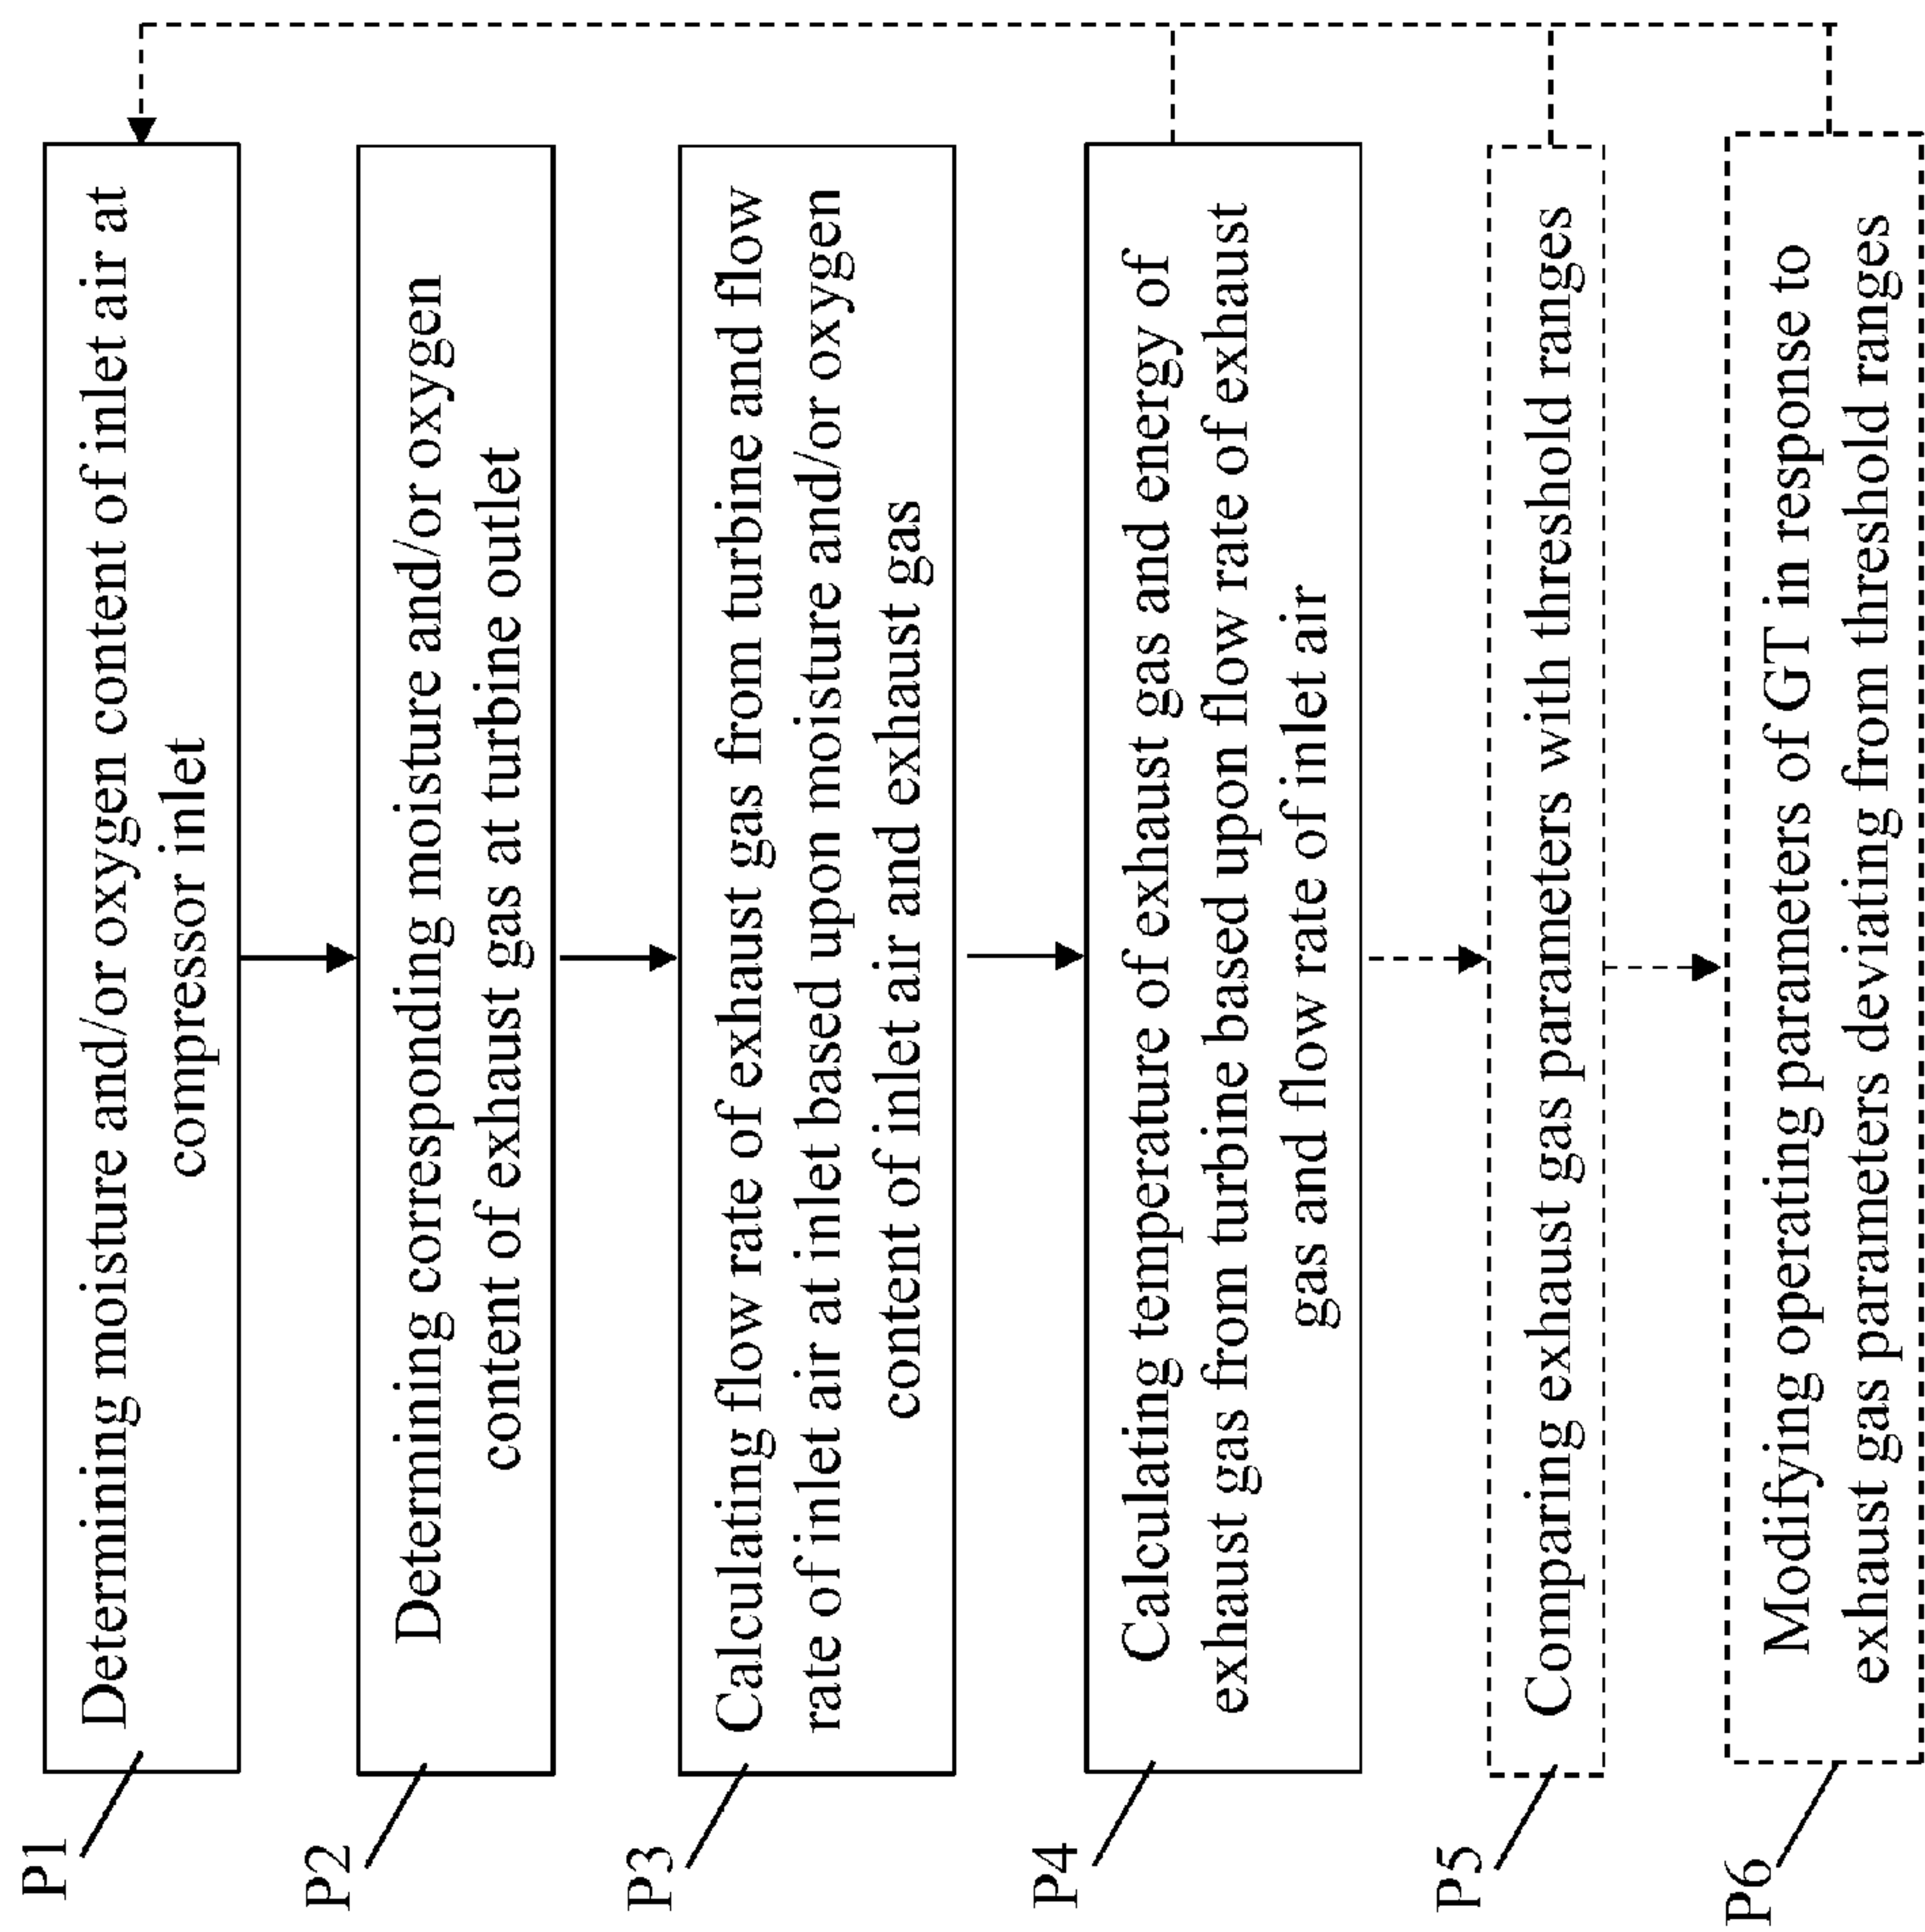 P1
Determining moisture and/or oxygen content of inlet air at
compressor inlet
P2
Determining corresponding moisture and/or oxygen
content of exhaust gas at turbine outlet
P3
Calculating flow rate of exhaust gas from turbine and flow
rate of inlet air at inlet based upon moisture and/or oxygen
content of inlet air and exhaust gas
P4
Calculating temperature of exhaust gas and energy of
exhaust gas from turbine based upon flow rate of exhaust
gas and flow rate of inlet air
P5
Comparing exhaust gas parameters with threshold ranges
P6
Modifying operating parameters of GT in response to
exhaust gas parameters deviating from threshold ranges